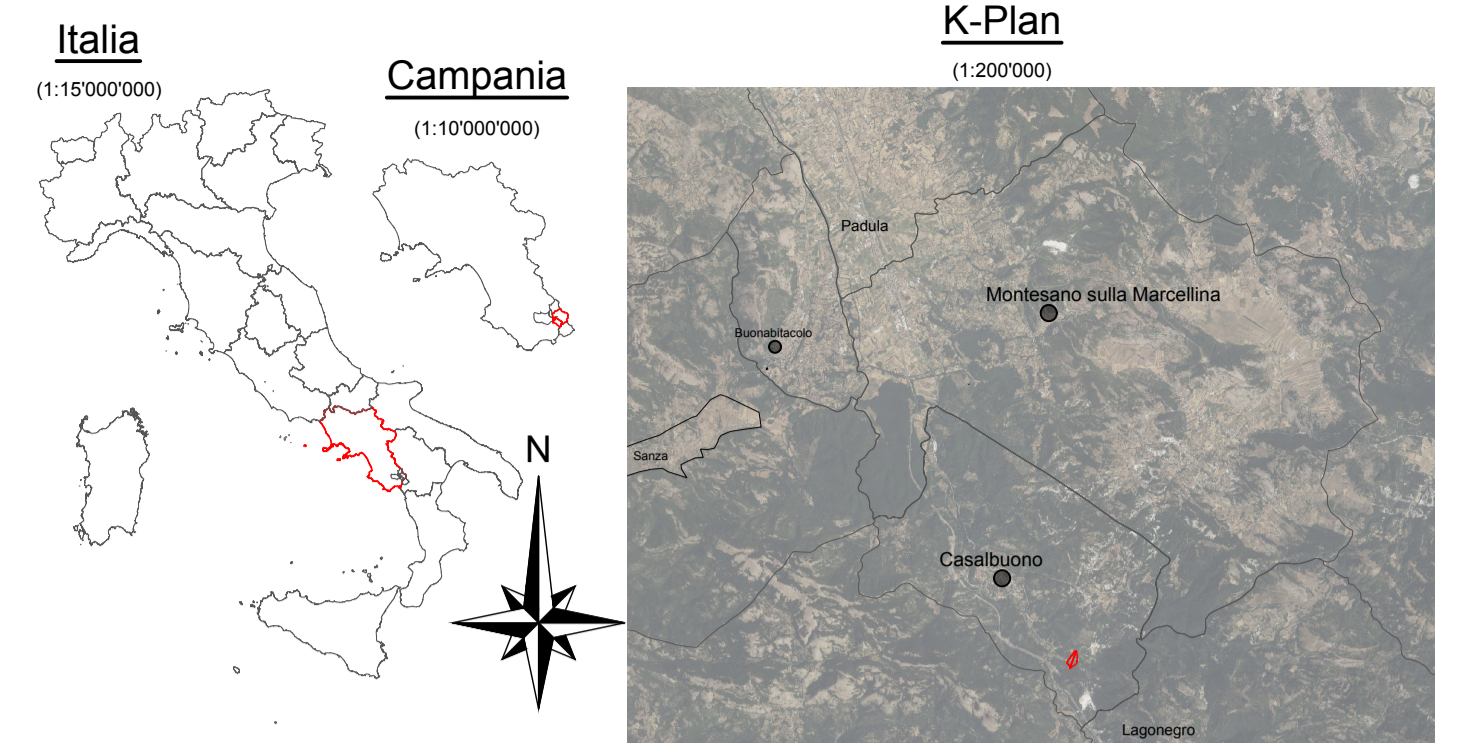 Italia
(1:15'000'000)
Campania
(1:10'000'000)
K-Plan
(1:200'000)
N
Padula
Montesano sulla Marcellina
Buonabitacolo
Sanza
Casalbuono
Lagonegro